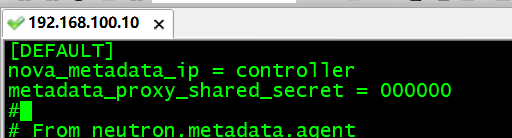 192.168.100.10 ×
[DEFAULT]
nova_metadata_ip = controller
metadata_proxy_shared_secret = 000000
#
# From neutron.metadata.agent